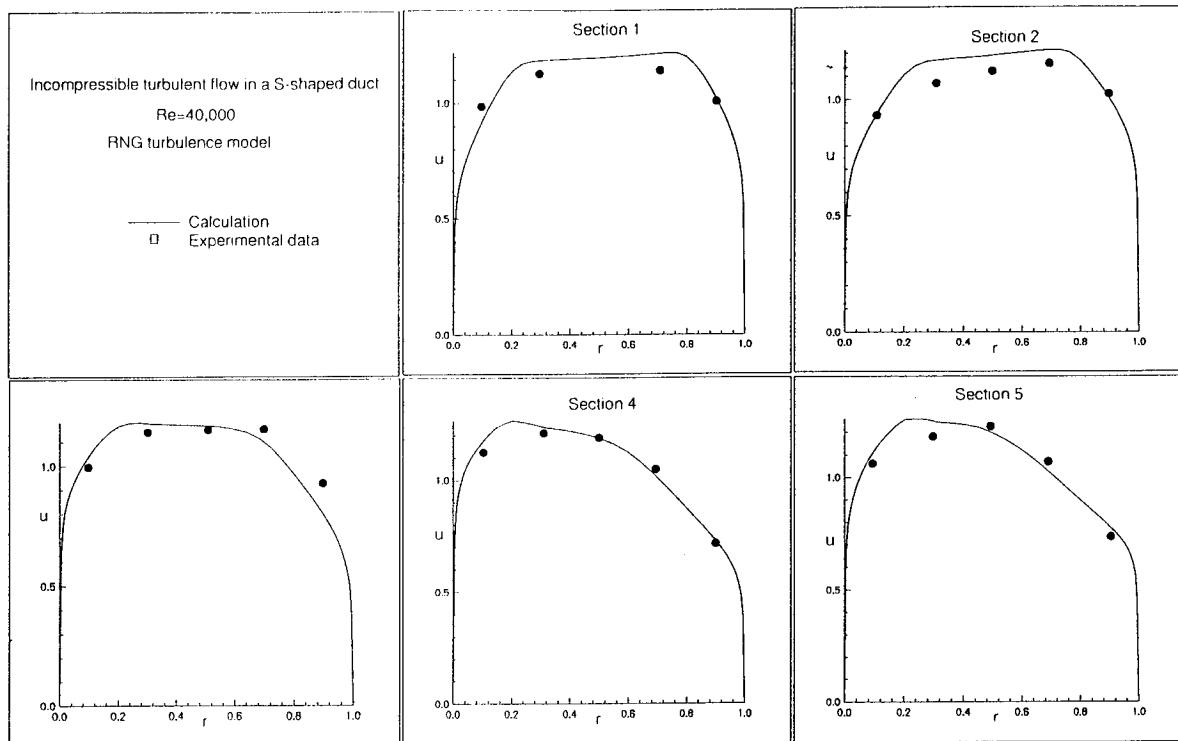 Incompressible turbulent flow in a S-shaped duct
Re=40,000
RNG turbulence model
Calculation
Experimental data
Section 1
1.0
u
0.5
0.0
0.0 0.2 0.4 0.6 0.8 1.0
r
Section 2
1.0
u
0.5
0.0
0.0 0.2 0.4 0.6 0.8 1.0
r
1.0
u
0.5
0.0
0.0 0.2 0.4 0.6 0.8 1.0
r
Section 4
1.0
u
0.5
0.0
0.0 0.2 0.4 0.6 0.8 1.0
r
Section 5
1.0
u
0.5
0.0
0.0 0.2 0.4 0.6 0.8 1.0
r